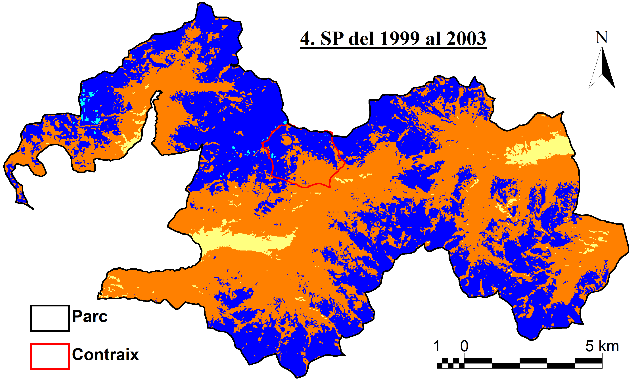 4. SP del 1999 al 2003
N
Parc
Contraix
1 0 5 km